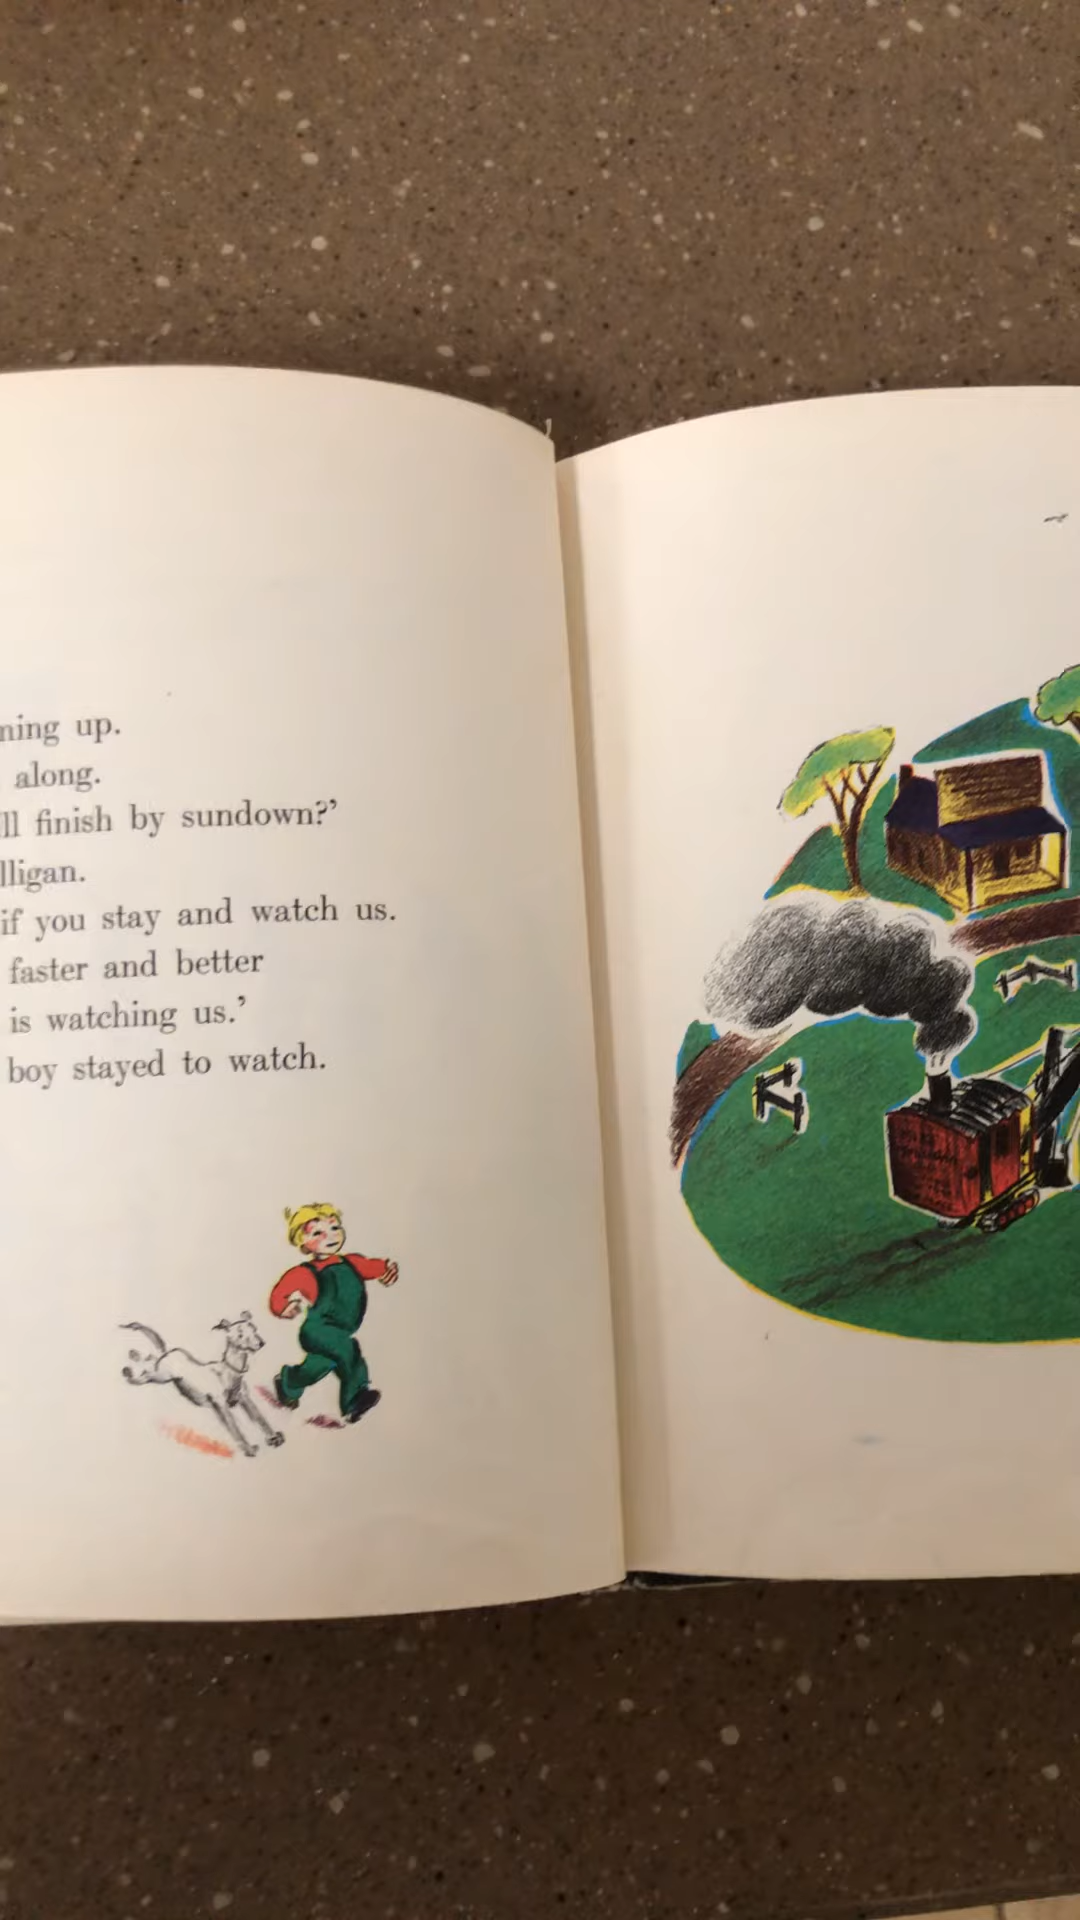 ning up.
along.
ll finish by sundown?’
lligan.
if you stay and watch us.
faster and better
is watching us.’
boy stayed to watch.